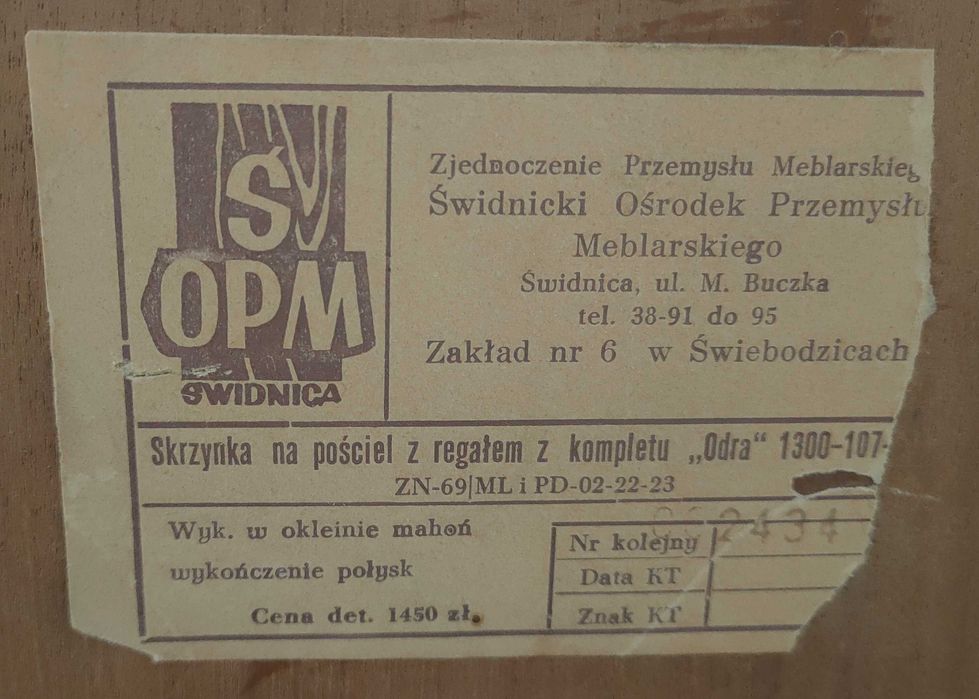 Ś
OPM
ŚWIDNICA
Zjednoczenie Przemysłu Meblarskieg
Świdnicki Ośrodek Przemysłu
Meblarskiego
Świdnica, ul. M. Buczka
tel. 38-91 do 95
Zakład nr 6 w Świebodzicach
Skrzynka na pościel z regałem z kompletu „Odra“ 1300-107-
ZN-69/ML i PD-02-22-23
Wyk. w okleinie mahoń
wykończenie połysk
Cena det. 1450 zł.
Nr kolejny 2434
Data KT
Znak KT